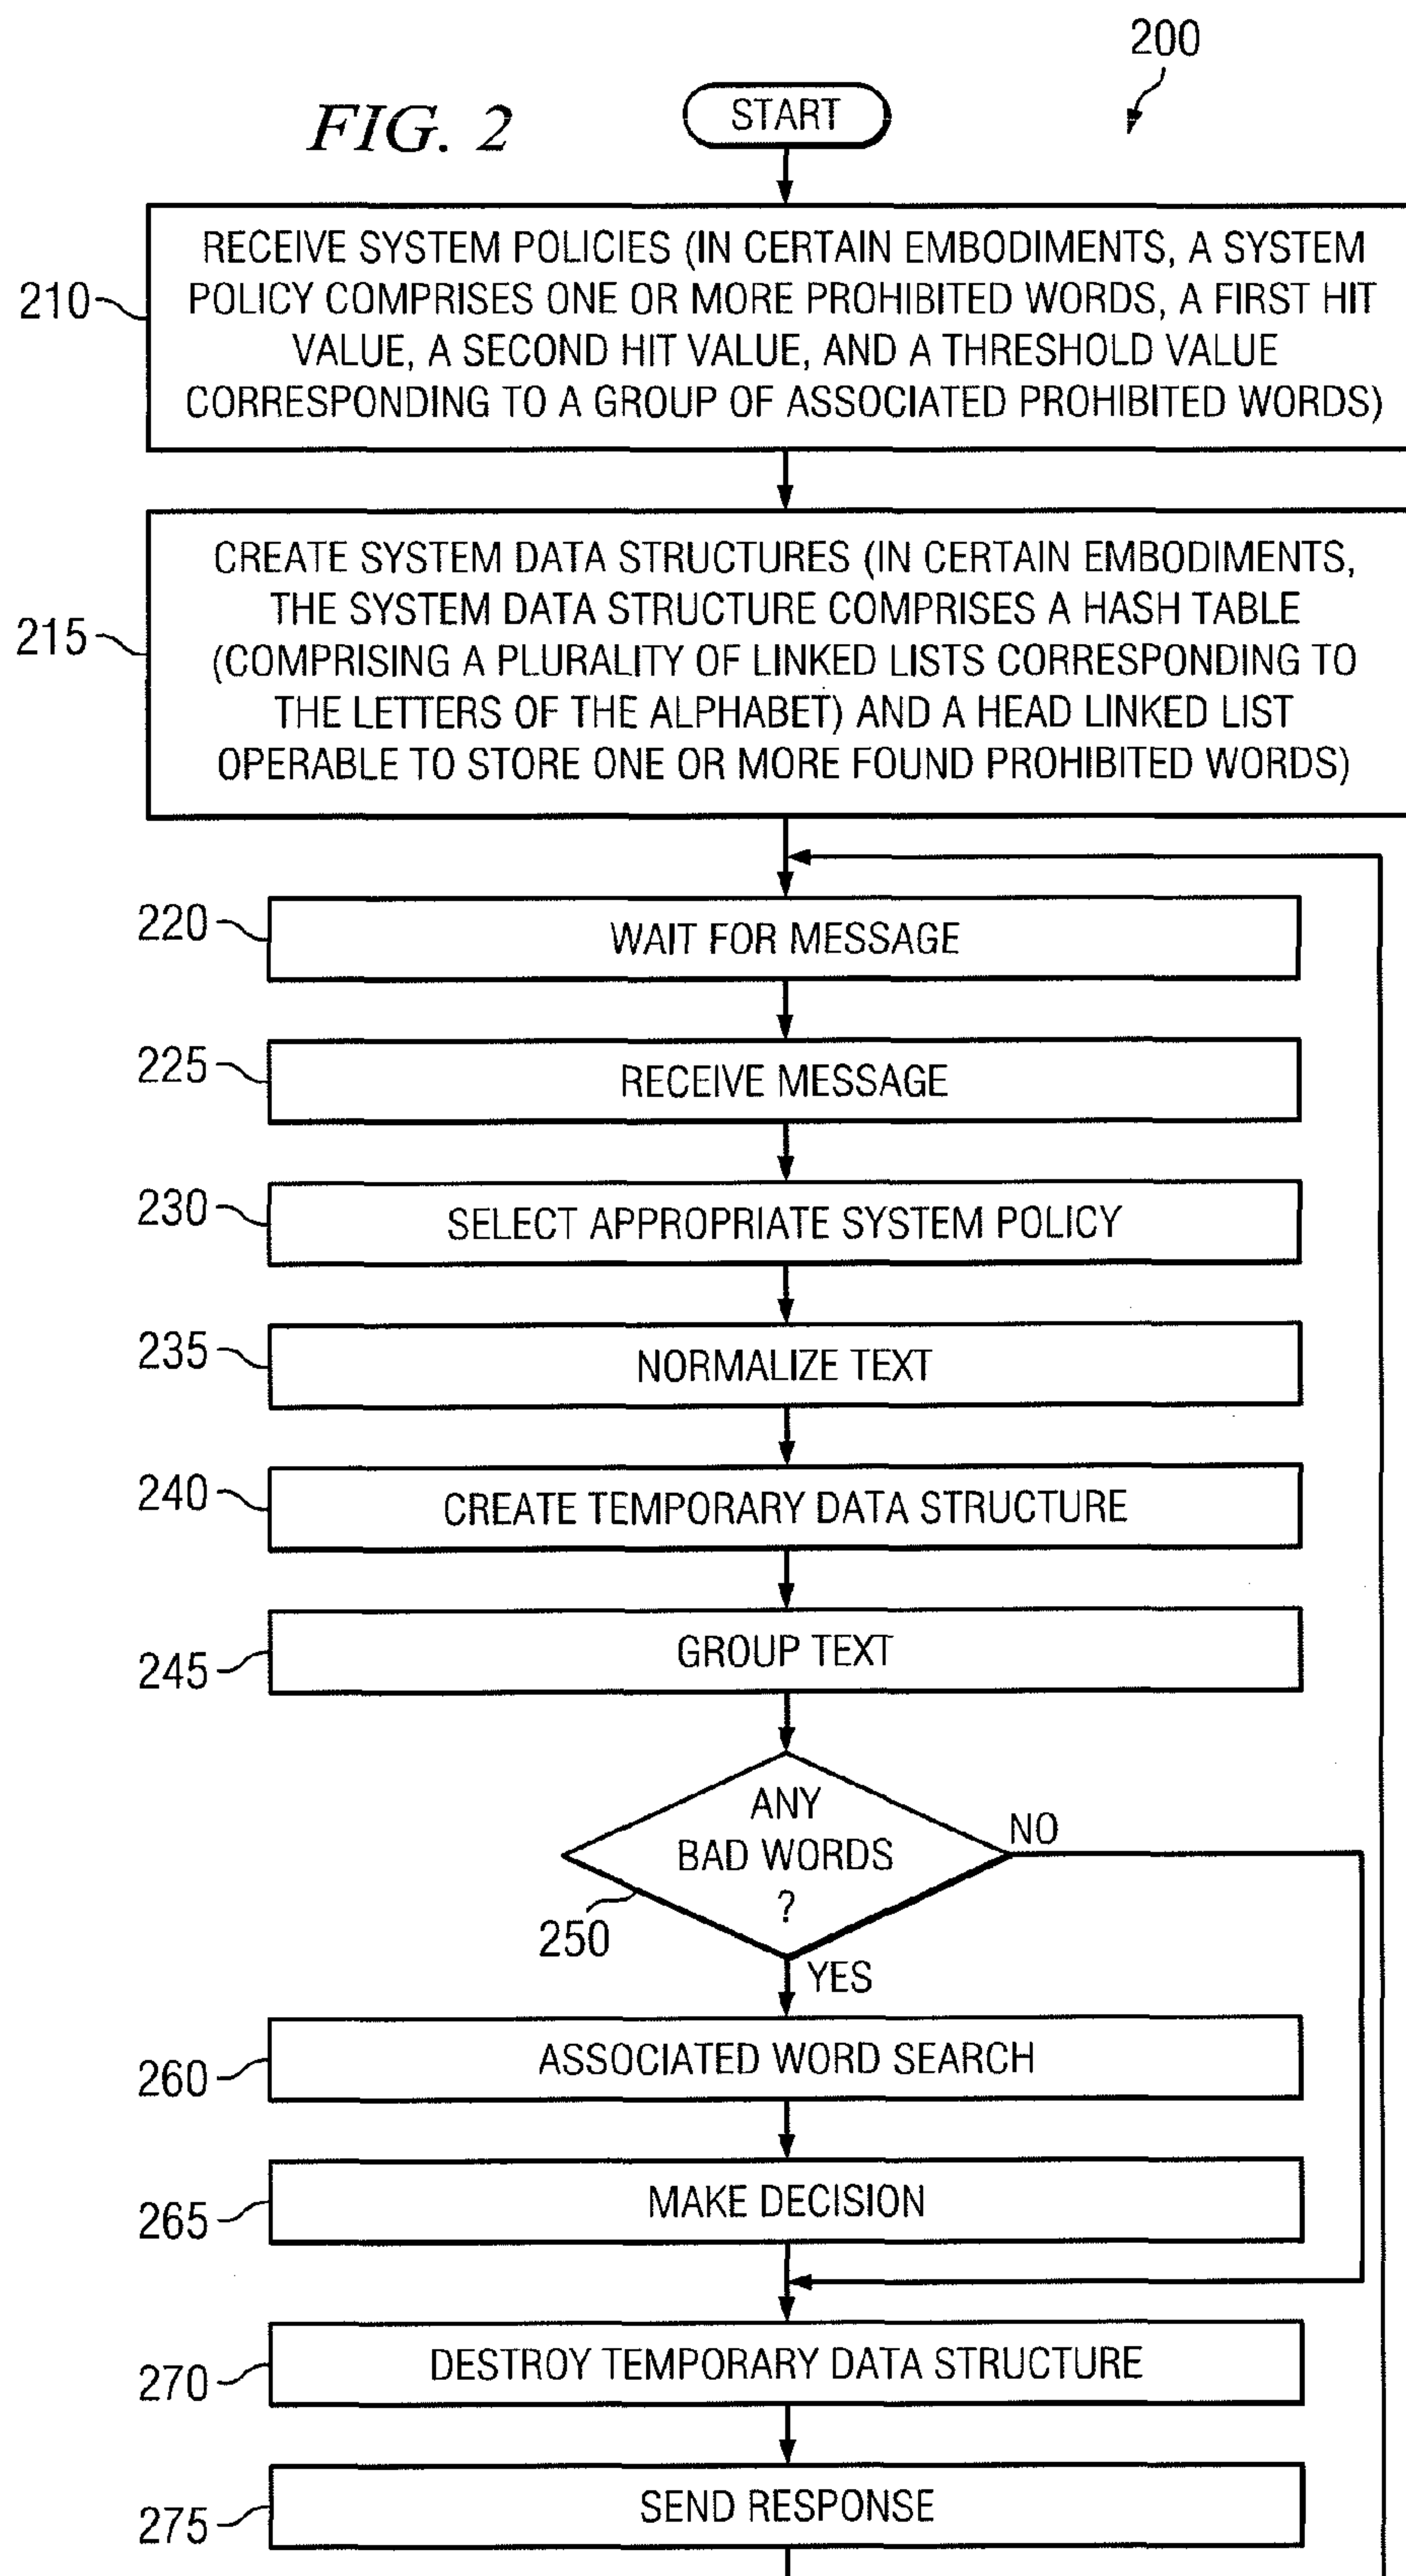 200
FIG. 2
START
210
RECEIVE SYSTEM POLICIES (IN CERTAIN EMBODIMENTS, A SYSTEM
POLICY COMPRISES ONE OR MORE PROHIBITED WORDS, A FIRST HIT
VALUE, A SECOND HIT VALUE, AND A THRESHOLD VALUE
CORRESPONDING TO A GROUP OF ASSOCIATED PROHIBITED WORDS)
215
CREATE SYSTEM DATA STRUCTURES (IN CERTAIN EMBODIMENTS,
THE SYSTEM DATA STRUCTURE COMPRISES A HASH TABLE
(COMPRISING A PLURALITY OF LINKED LISTS CORRESPONDING TO
THE LETTERS OF THE ALPHABET) AND A HEAD LINKED LIST
OPERABLE TO STORE ONE OR MORE FOUND PROHIBITED WORDS)
220
WAIT FOR MESSAGE
225
RECEIVE MESSAGE
230
SELECT APPROPRIATE SYSTEM POLICY
235
NORMALIZE TEXT
240
CREATE TEMPORARY DATA STRUCTURE
245
GROUP TEXT
ANY
BAD WORDS
?
NO
250
YES
260
ASSOCIATED WORD SEARCH
265
MAKE DECISION
270
DESTROY TEMPORARY DATA STRUCTURE
275
SEND RESPONSE